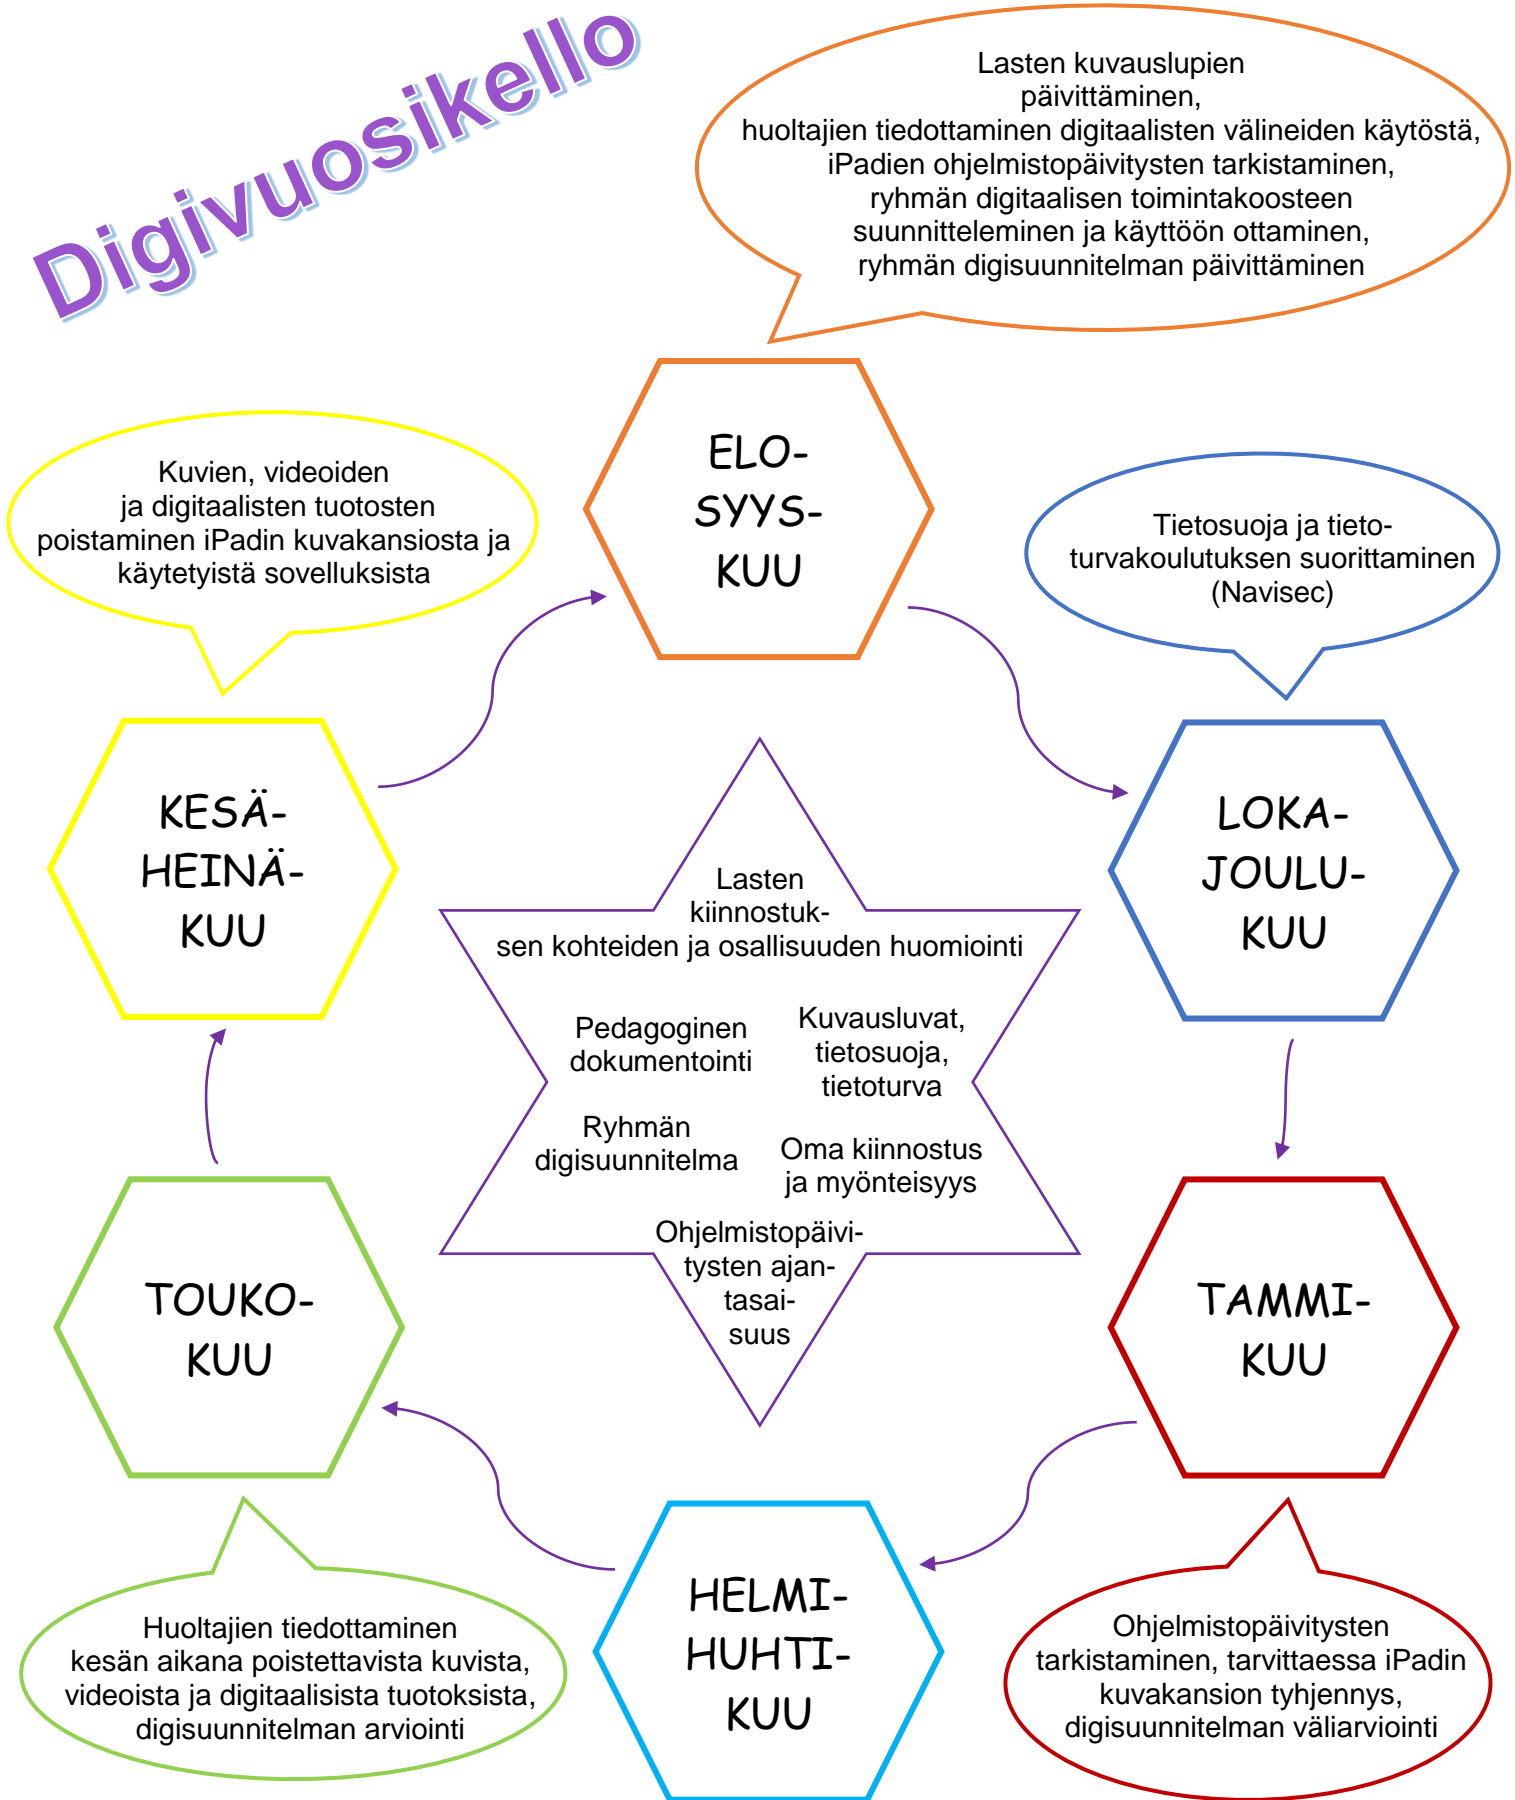 Digivuosikello
Lasten kuvauslupien
päivittäminen,
huoltajien tiedottaminen digitaalisten välineiden käytöstä,
iPadien ohjelmistopäivitysten tarkistaminen,
ryhmän digitaalisen toimintakoosteen
suunnitteleminen ja käyttöön ottaminen,
ryhmän digisuunnitelman päivittäminen
ELO-
SYYS-
KUU
Kuvien, videoiden
ja digitaalisten tuotosten
poistaminen iPadin kuvakansiosta ja
käytetyistä sovelluksista
Tietosuoja ja tieto-
turvakoulutuksen suorittaminen
(Navisec)
KESÄ-
HEINÄ-
KUU
LOKA-
JOULU-
KUU
Lasten
kiinnostuk-
sen kohteiden ja osallisuuden huomiointi
Pedagoginen
dokumentointi
Kuvausluvat,
tietosuoja,
tietoturva
Ryhmän
digisuunnitelma
Oma kiinnostus
ja myönteisyys
Ohjelmistopäivi-
tysten ajan-
tasai-
suus
TOUKO-
KUU
TAMMI-
KUU
HELMI-
HUHTI-
KUU
Huoltajien tiedottaminen
kesän aikana poistettavista kuvista,
videoista ja digitaalisista tuotoksista,
digisuunnitelman arviointi
Ohjelmistopäivitysten
tarkistaminen, tarvittaessa iPadin
kuvakansion tyhjennys,
digisuunnitelman väliarviointi